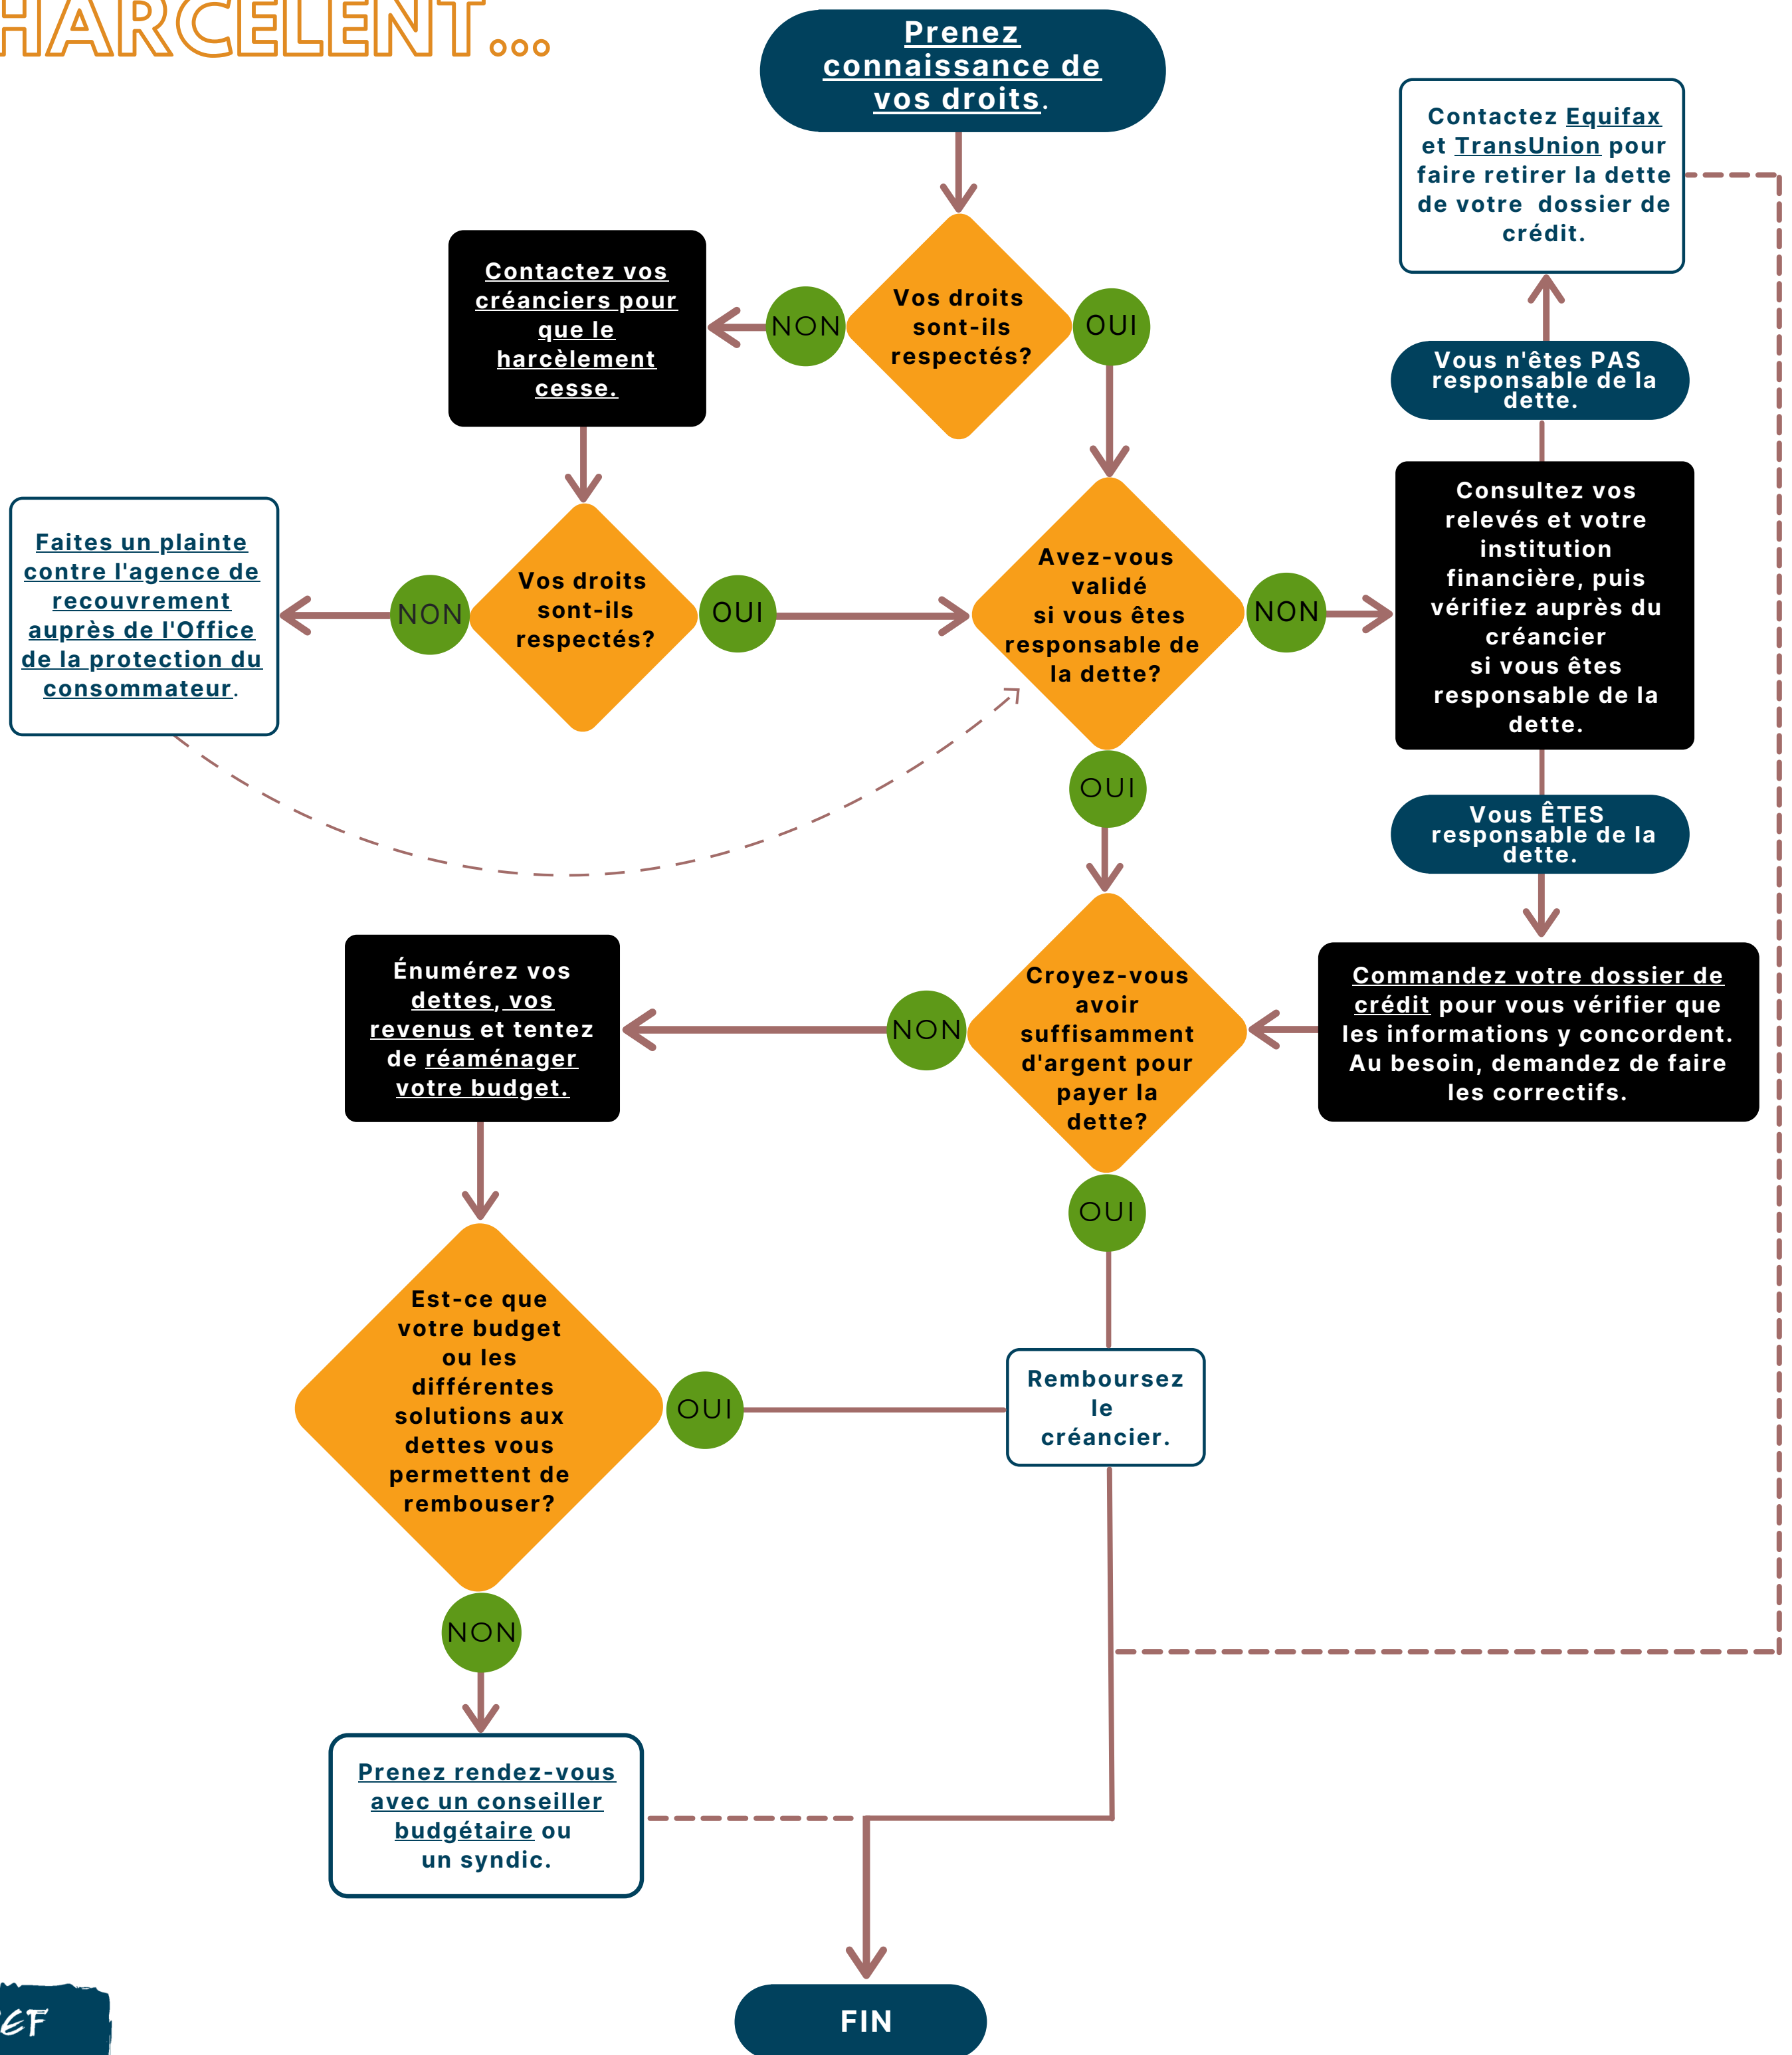 HARCÈLENT...
Prenez
connaissance de
vos droits.
Contactez Equifax
et TransUnion pour
faire retirer la dette
de votre dossier de
crédit.
Contactez vos
créanciers pour
que le
harcèlement
cesse.
NON
Vos droits
sont-ils
respectés?
OUI
Vous n'êtes PAS
responsable de la
dette.
Faites un plainte
contre l'agence de
recouvrement
auprès de l'Office
de la protection du
consommateur.
NON
Vos droits
sont-ils
respectés?
OUI
Avez-vous
validé
si vous êtes
responsable de
la dette?
NON
Consultez vos
relevés et votre
institution
financière, puis
vérifiez auprès du
créancier
si vous êtes
responsable de la
dette.
OUI
Vous ÊTES
responsable de la
dette.
Énumérez vos
dettes, vos
revenus et tentez
de réaménager
votre budget.
NON
Croyez-vous
avoir
suffisamment
d'argent pour
payer la
dette?
Commandez votre dossier de
crédit pour vous vérifier que
les informations y concordent.
Au besoin, demandez de faire
les correctifs.
OUI
Est-ce que
votre budget
ou les
différentes
solutions aux
dettes vous
permettent de
rembouser?
OUI
Remboursez
le
créancier.
NON
Prenez rendez-vous
avec un conseiller
budgétaire ou
un syndic.
FIN
EF